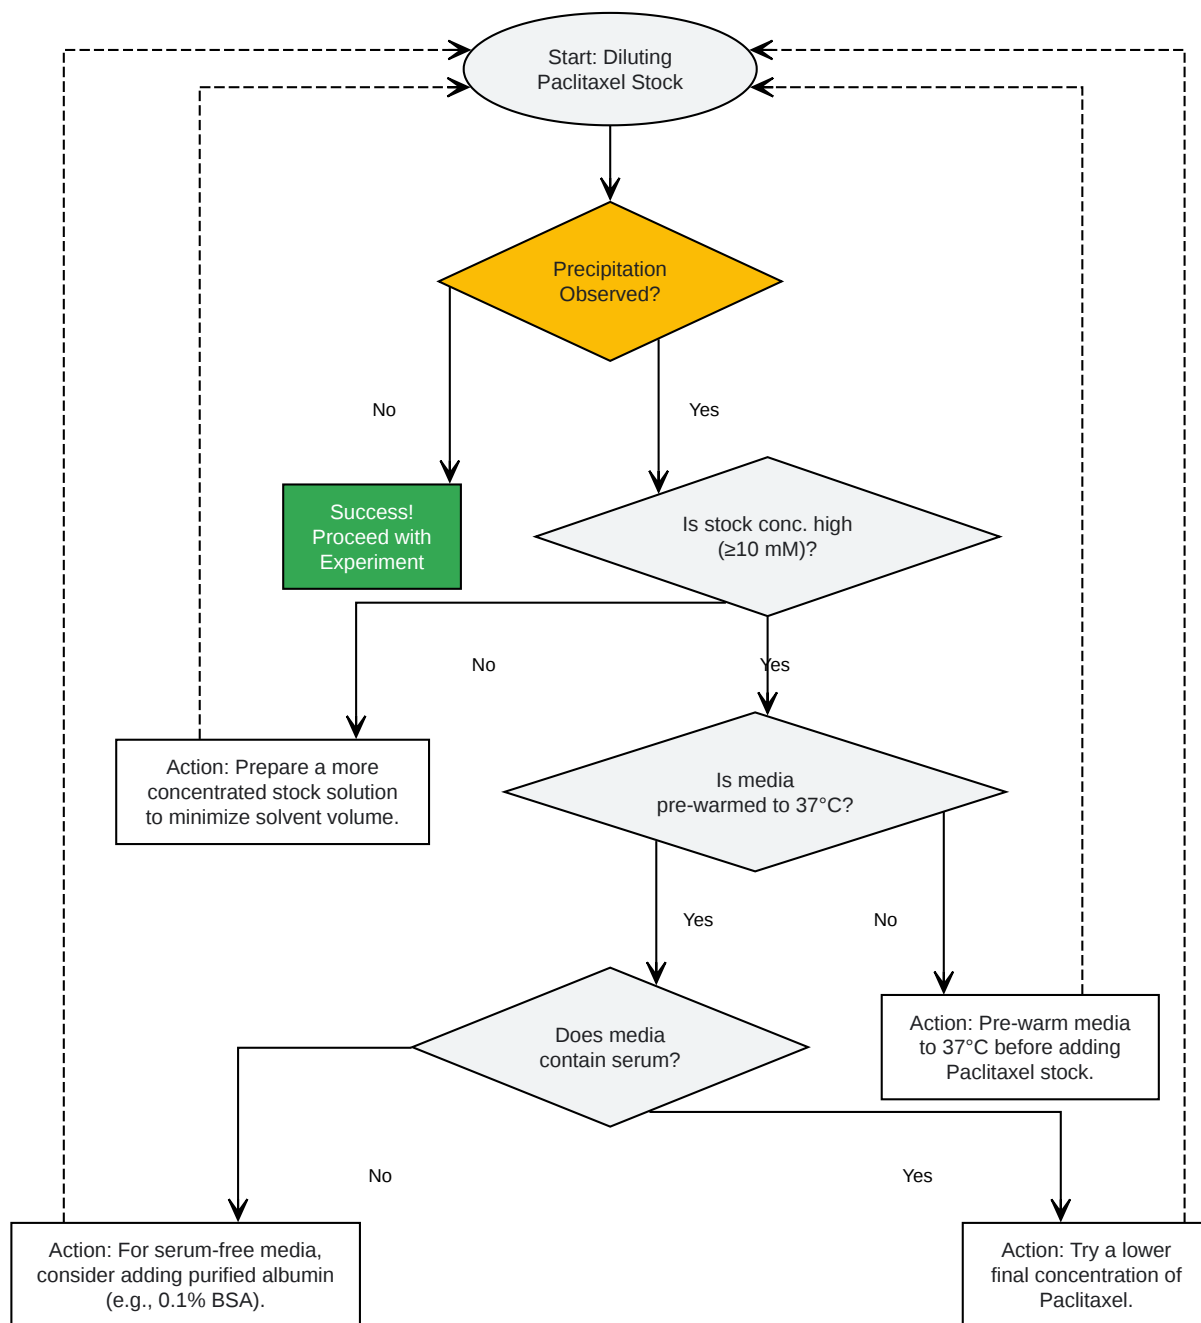 Start: Diluting
Paclitaxel Stock
Precipitation
Observed?
No
Yes
Success!
Proceed with
Experiment
Is stock conc. high
(≥10 mM)?
No
Yes
Action: Prepare a more
concentrated stock solution
to minimize solvent volume.
Is media
pre-warmed to 37°C?
Yes
No
Does media
contain serum?
Action: Pre-warm media
to 37°C before adding
Paclitaxel stock.
No
Yes
Action: For serum-free media,
consider adding purified albumin
(e.g., 0.1% BSA).
Action: Try a lower
final concentration of
Paclitaxel.